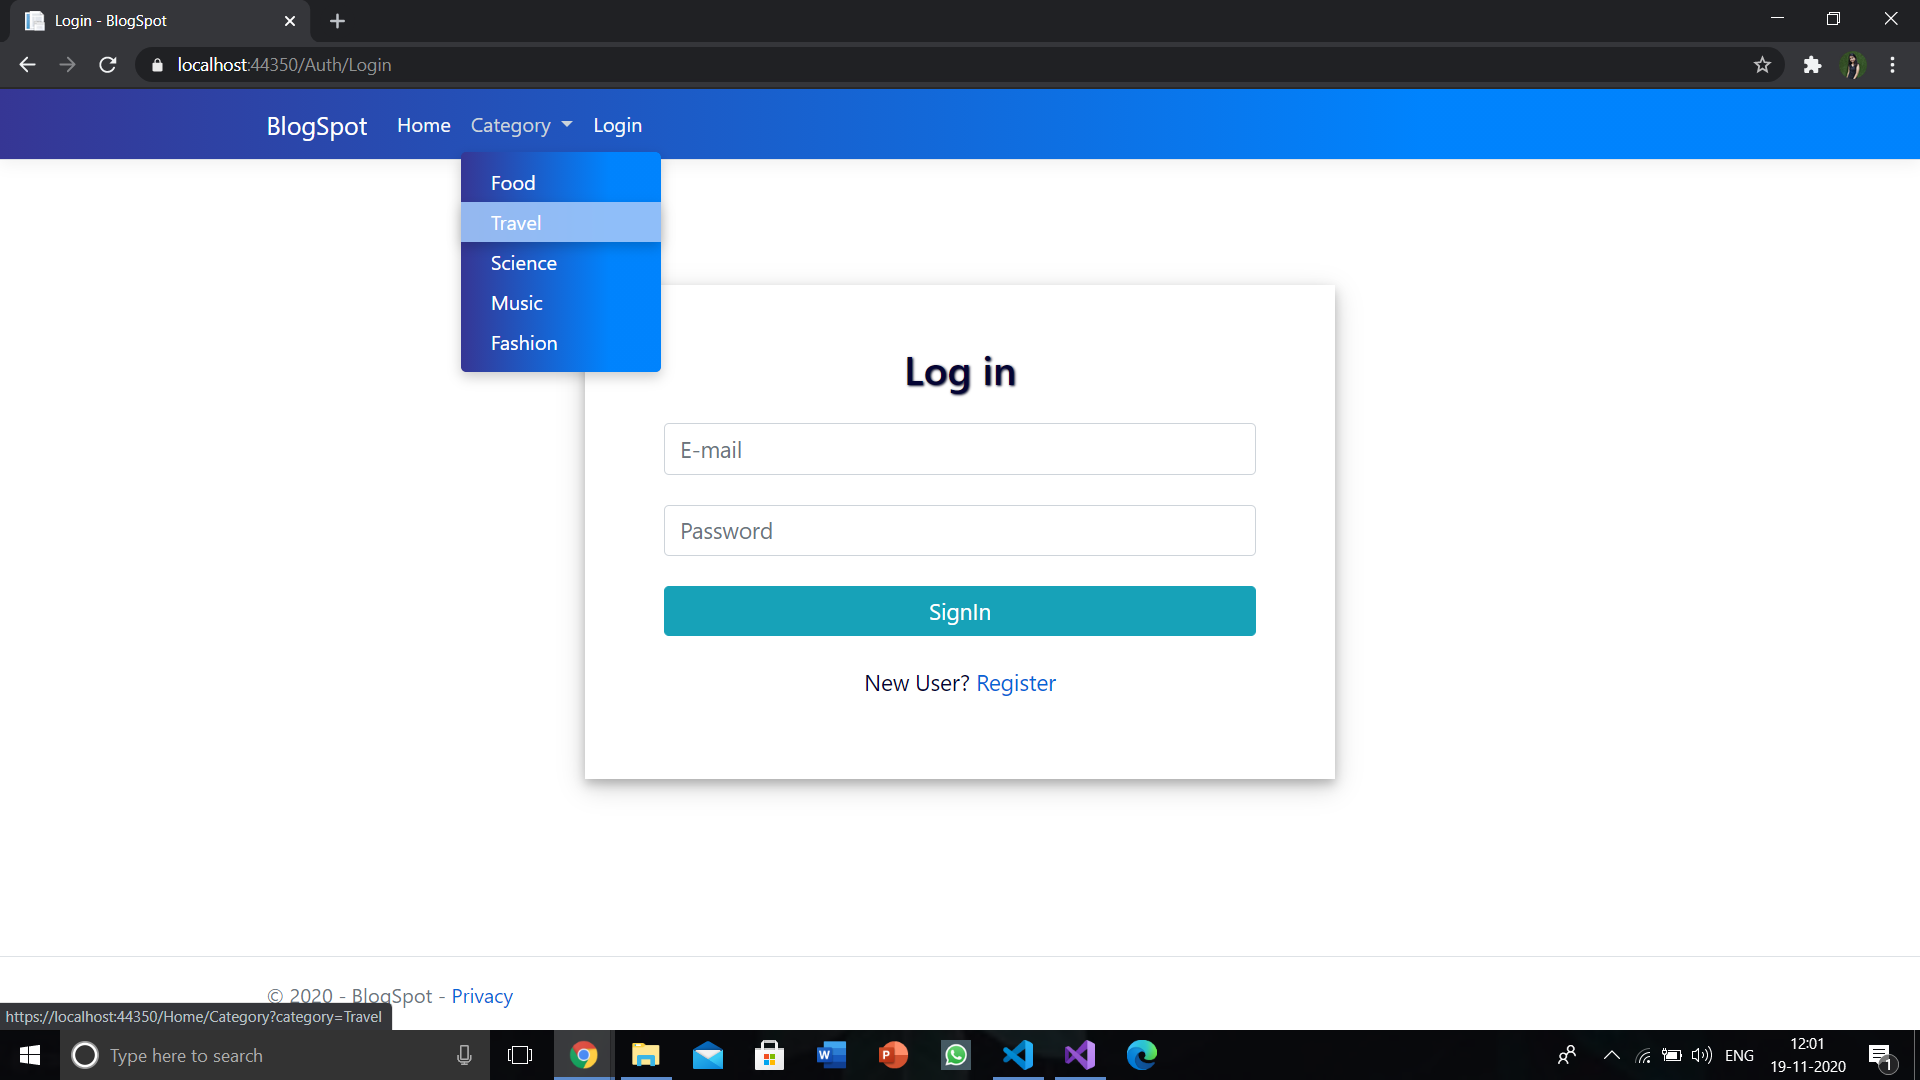 Login - BlogSpot
localhost:44350/Auth/Login
BlogSpot Home Category Login
Food
Travel
Science
Music
Fashion
Log in
E-mail
Password
SignIn
New User? Register
© 2020 - BlogSpot - Privacy
https://localhost:44350/Home/Category?category=Travel
Type here to search
ENG
12:01
19-11-2020
1